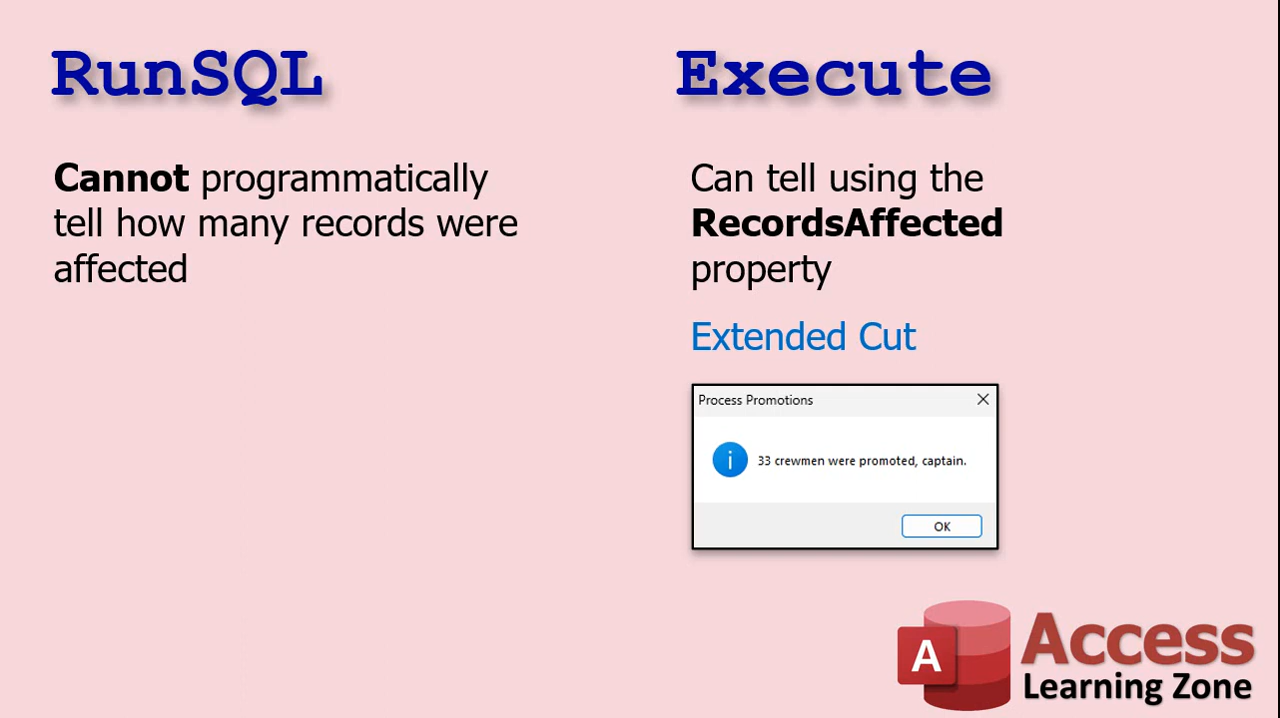 RunSQL
Cannot programmatically
tell how many records were
affected
Execute
Can tell using the
RecordsAffected
property
Extended Cut
Process Promotions
i
33 crewmen were promoted, captain.
OK
A
Access
Learning Zone